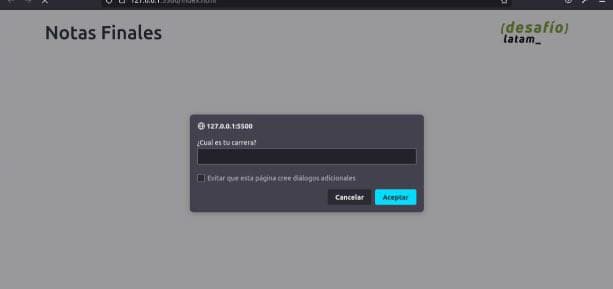 127.0.0.1:5500/index.html
Notas Finales
{desafío}
latam_
127.0.0.1:5500
¿Cual es tu carrera?
Evitar que esta página cree diálogos adicionales
Cancelar
Aceptar